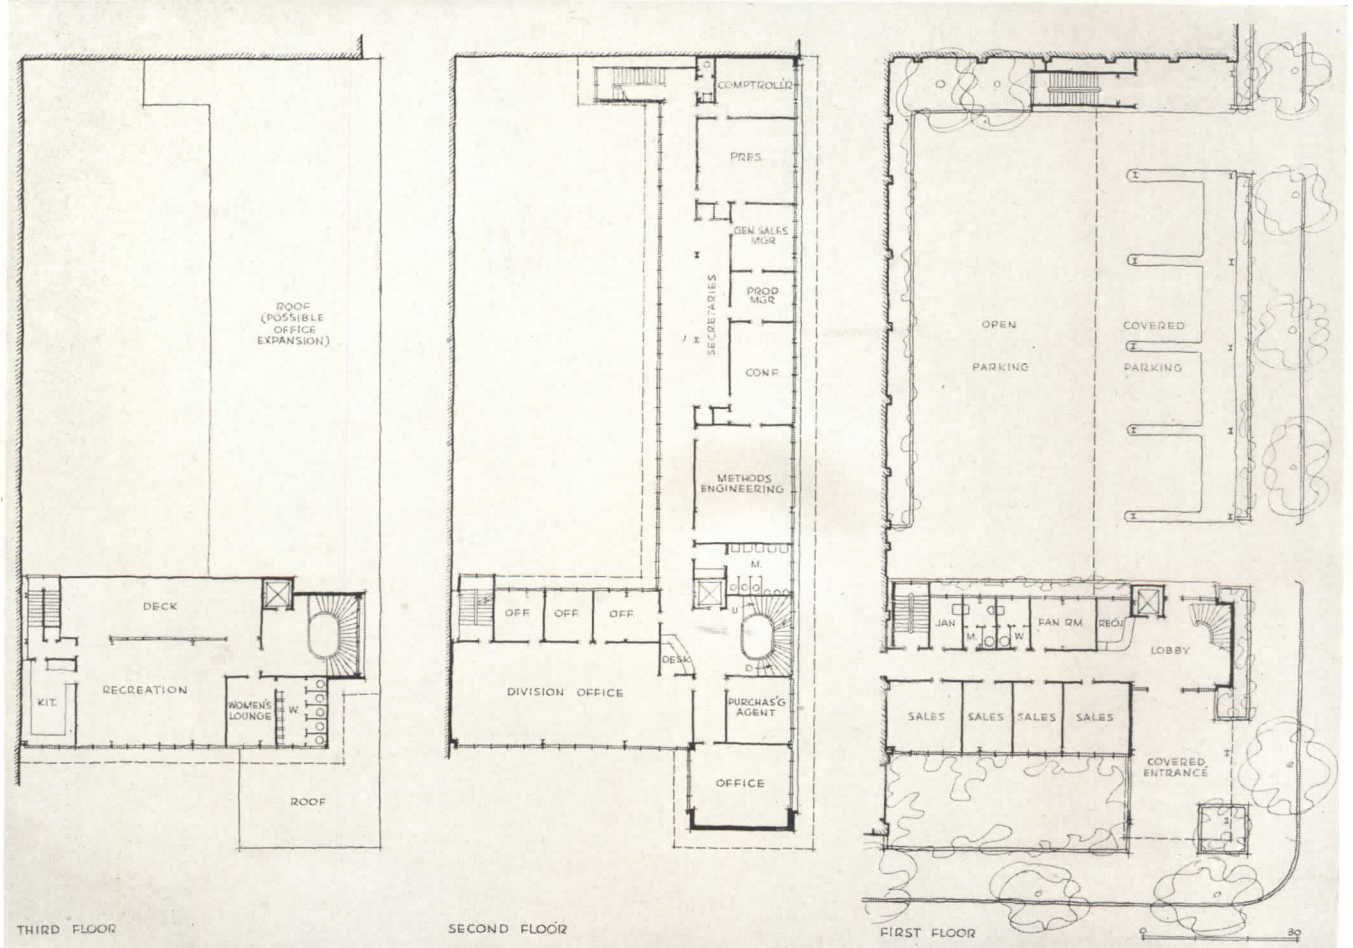 ROOF
(POSSIBLE
OFFICE
EXPANSION)
DECK
RECREATION
KIT.
WOMEN'S
LOUNGE
W.
ROOF
THIRD FLOOR
COMPTROLL'R
PRES.
GEN. SALES
MGR
PROD
MGR
SECRETARIES
CONF.
METHODS
ENGINEERING
M.
U
OFF.
OFF.
OFF.
DESK
D
DIVISION OFFICE
PURCHAS'G
AGENT
OFFICE
SECOND FLOOR
OPEN
PARKING
COVERED
PARKING
JAN
M.
W.
FAN RM
RECN
LOBBY
SALES
SALES
SALES
SALES
COVERED
ENTRANCE
FIRST FLOOR
0 30